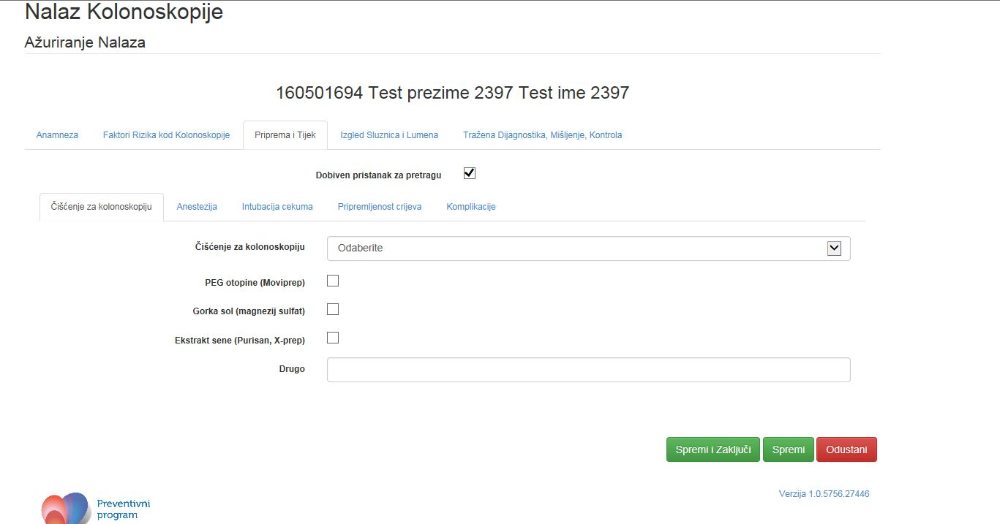 Nalaz Kolonoskopije
Ažuriranje Nalaza
160501694 Test prezime 2397 Test ime 2397
Anamneza Faktori Rizika kod Kolonoskopije Priprema i Tijek Izgled Sluznica i Lumena Tražena Dijagnostika, Mišljenje, Kontrola
Dobiven pristanak za pretragu
Čišćenje za kolonoskopiju Anestezija Intubacija cekuma Pripremljenost crijeva Komplikacije
Čišćenje za kolonoskopiju Odaberite
PEG otopine (Moviprep)
Gorka sol (magnezij sulfat)
Ekstrakt sene (Purisan, X-prep)
Drugo
Spremi i Zaključi Spremi Odustani
Verzija 1.0.5756.27446
Preventivni
program